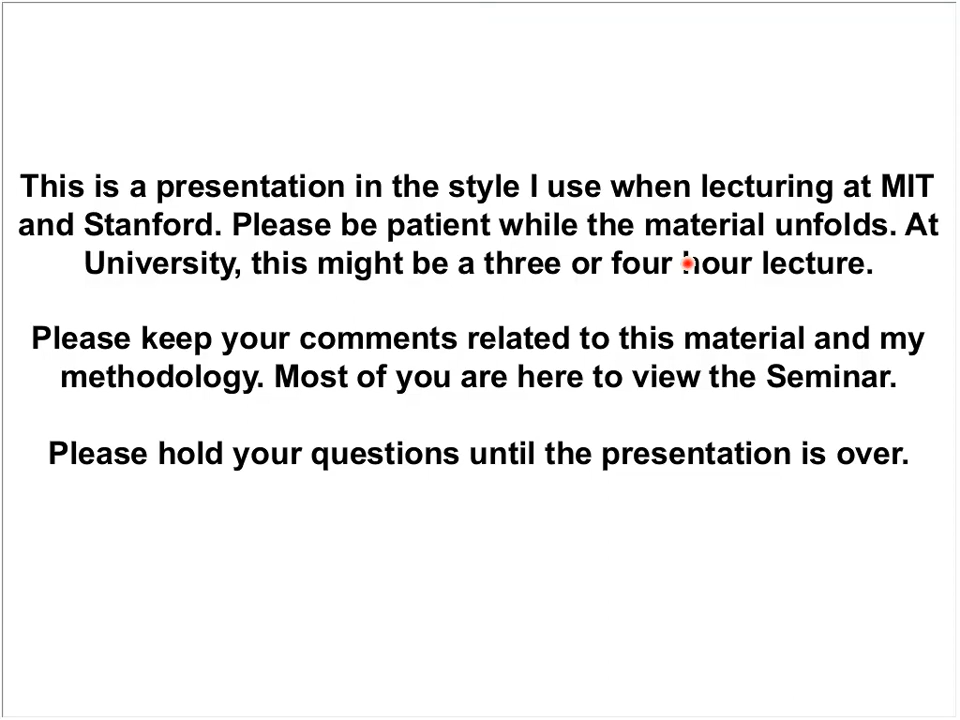 This is a presentation in the style I use when lecturing at MIT
and Stanford. Please be patient while the material unfolds. At
University, this might be a three or four hour lecture.
Please keep your comments related to this material and my
methodology. Most of you are here to view the Seminar.
Please hold your questions until the presentation is over.